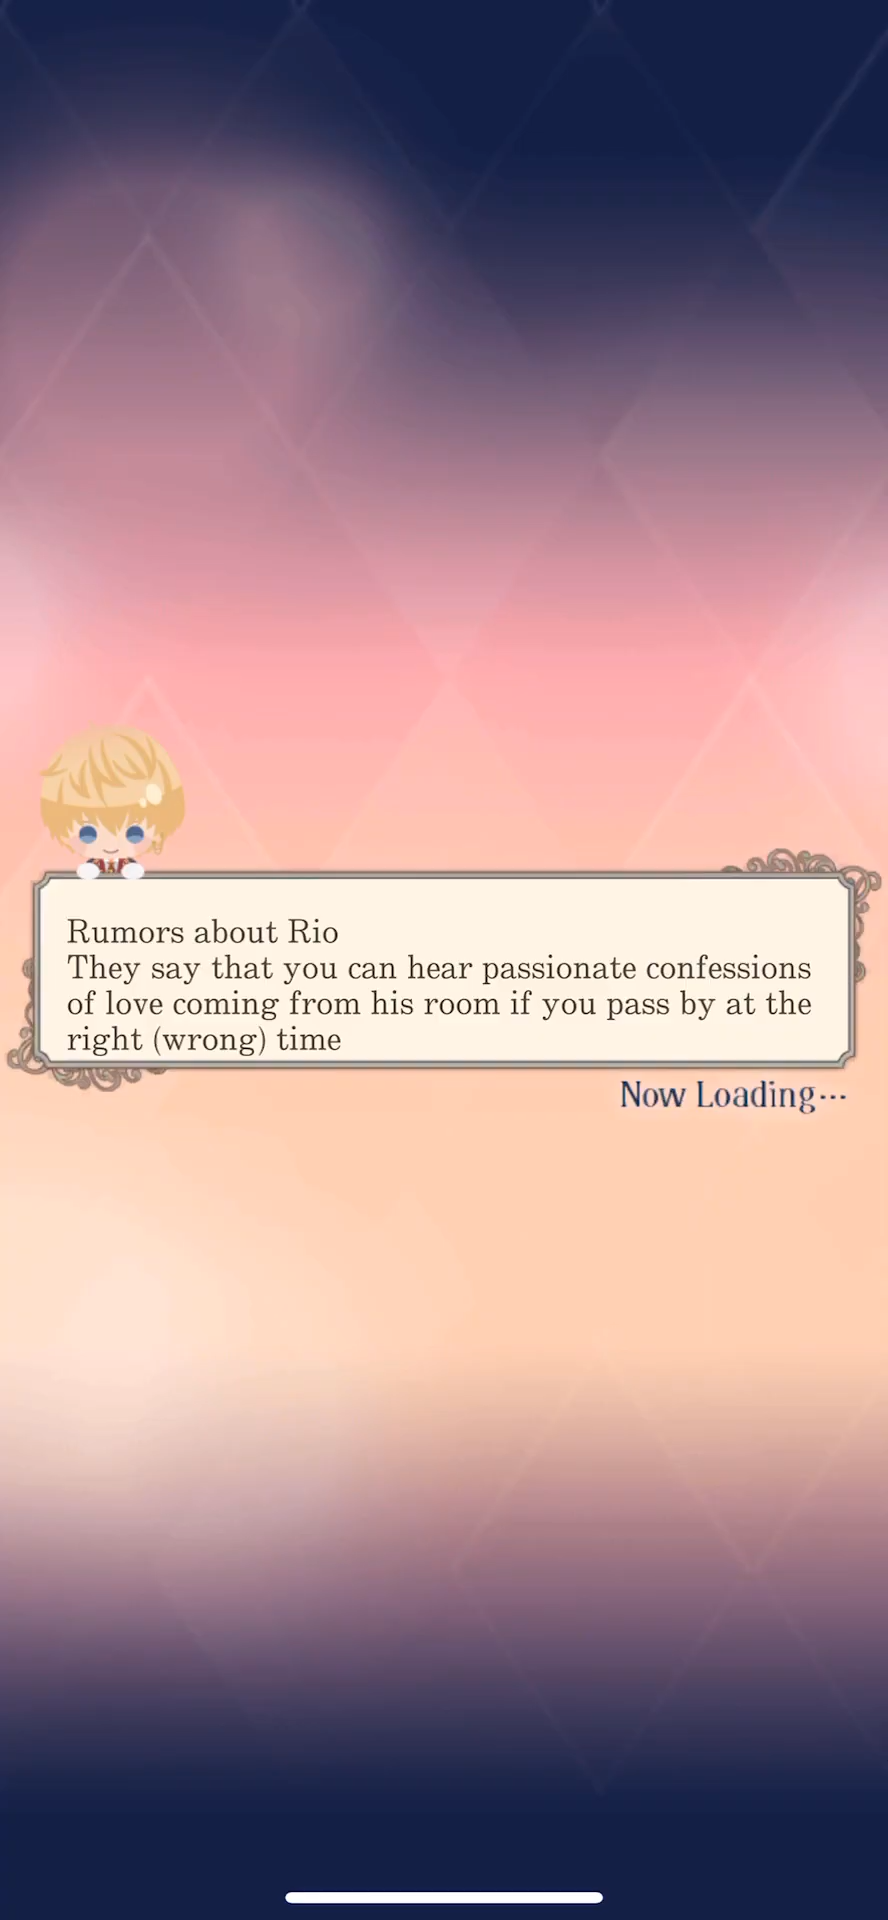 Rumors about Rio
They say that you can hear passionate confessions
of love coming from his room if you pass by at the
right (wrong) time
Now Loading···